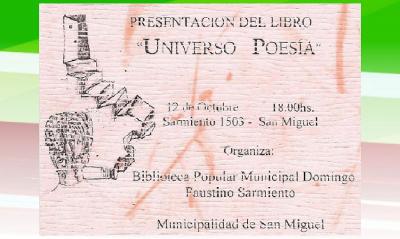 PRESENTACION DEL LIBRO
"UNIVERSO POESÍA"
12 de Octubre 18.00hs.
Sarmiento 1503 - San Miguel
Organiza:
Biblioteca Popular Municipal Domingo
Faustino Sarmiento
Municipalidad de San Miguel